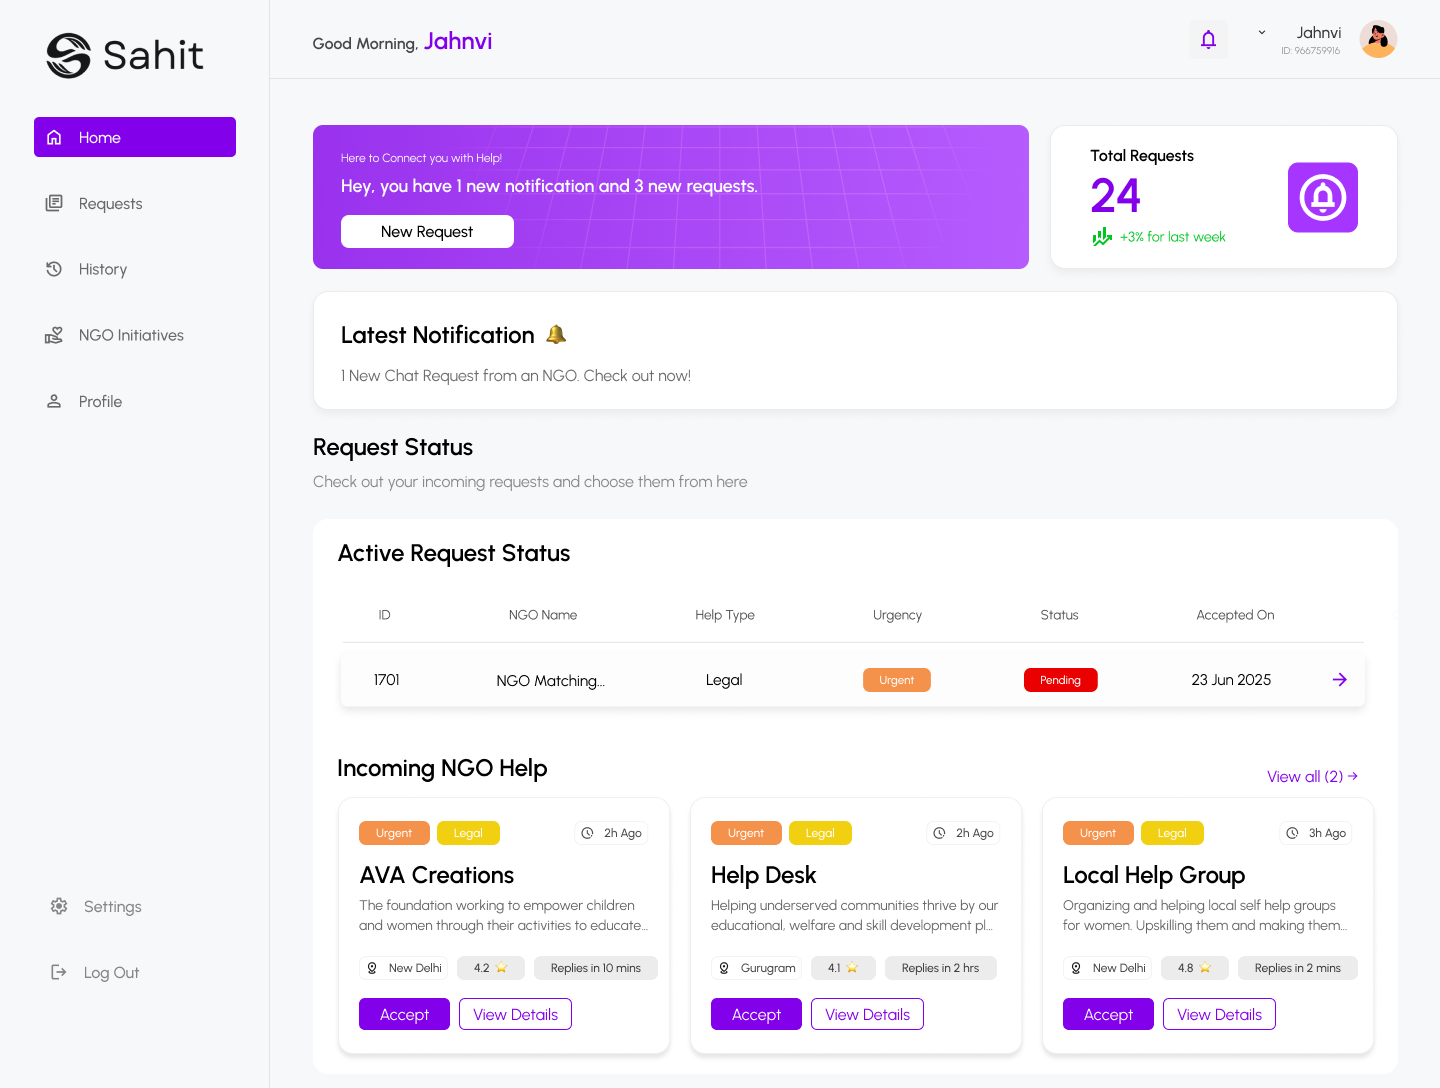 Sahit
Home
Requests
History
NGO Initiatives
Profile
Settings
Log Out
Good Morning, Jahnvi
Jahnvi
ID: 966759916
Here to Connect you with Help!
Hey, you have 1 new notification and 3 new requests.
New Request
Total Requests
24
+3% for last week
Latest Notification
1 New Chat Request from an NGO. Check out now!
Request Status
Check out your incoming requests and choose them from here
Active Request Status
ID NGO Name Help Type Urgency Status Accepted On
1701 NGO Matching... Legal Urgent Pending 23 Jun 2025
Incoming NGO Help
View all (2)
Urgent Legal 2h Ago
AVA Creations
The foundation working to empower children
and women through their activities to educate...
New Delhi 4.2 Replies in 10 mins
Accept View Details
Urgent Legal 2h Ago
Help Desk
Helping underserved communities thrive by our
educational, welfare and skill development pl...
Gurugram 4.1 Replies in 2 hrs
Accept View Details
Urgent Legal 3h Ago
Local Help Group
Organizing and helping local self help groups
for women. Upskilling them and making them...
New Delhi 4.8 Replies in 2 mins
Accept View Details